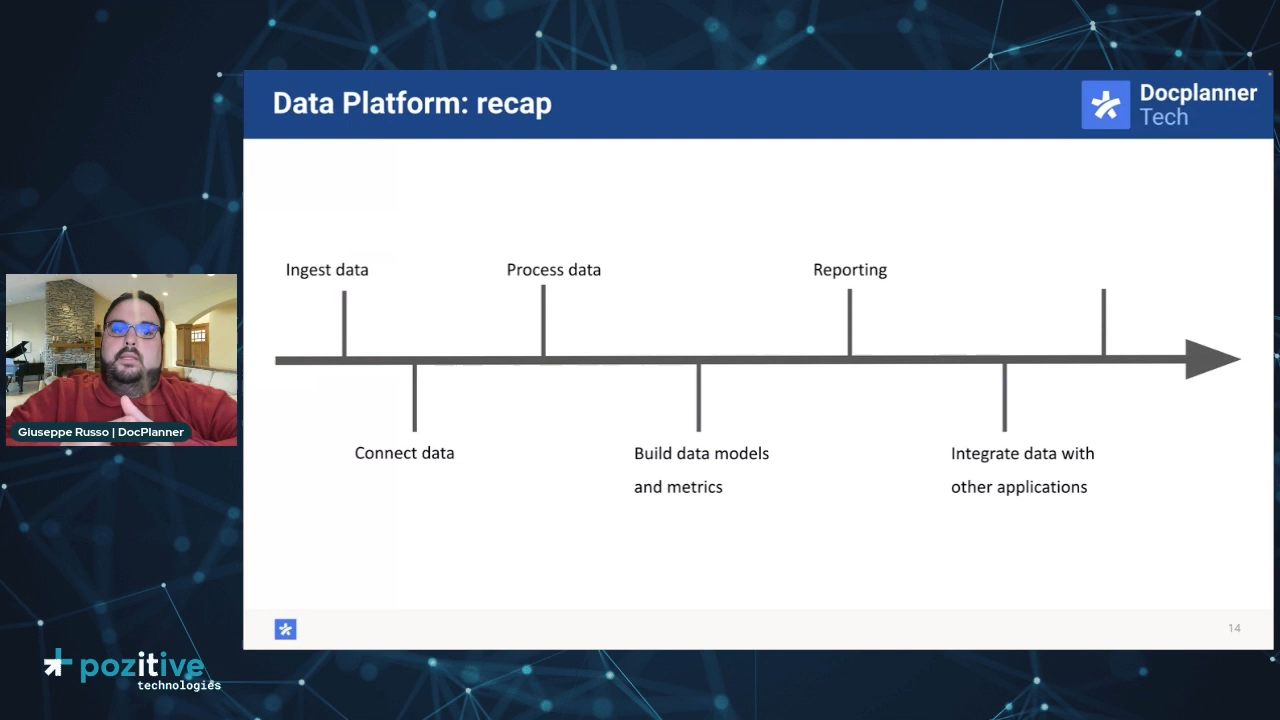 Data Platform: recap
Docplanner
Tech
Ingest data
Process data
Reporting
Connect data
Build data models
and metrics
Integrate data with
other applications
Giuseppe Russo | DocPlanner
14
pozitive
technologies